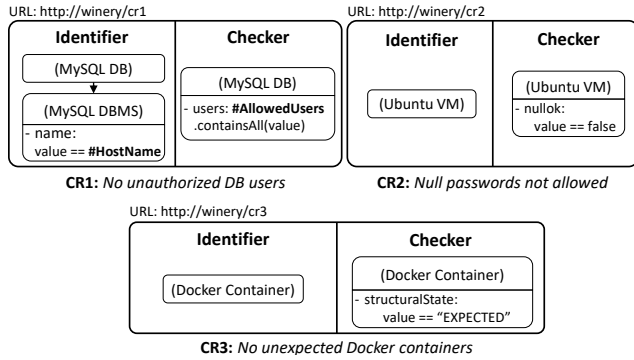 URL: http://winery/cr1
Identifier
(MySQL DB)
(MySQL DBMS)
- name:
value == #HostName
Checker
(MySQL DB)
- users: #AllowedUsers
.containsAll(value)
CR1: No unauthorized DB users
URL: http://winery/cr2
Identifier
(Ubuntu VM)
Checker
(Ubuntu VM)
- nullok:
value == false
CR2: Null passwords not allowed
URL: http://winery/cr3
Identifier
(Docker Container)
Checker
(Docker Container)
- structuralState:
value == “EXPECTED”
CR3: No unexpected Docker containers